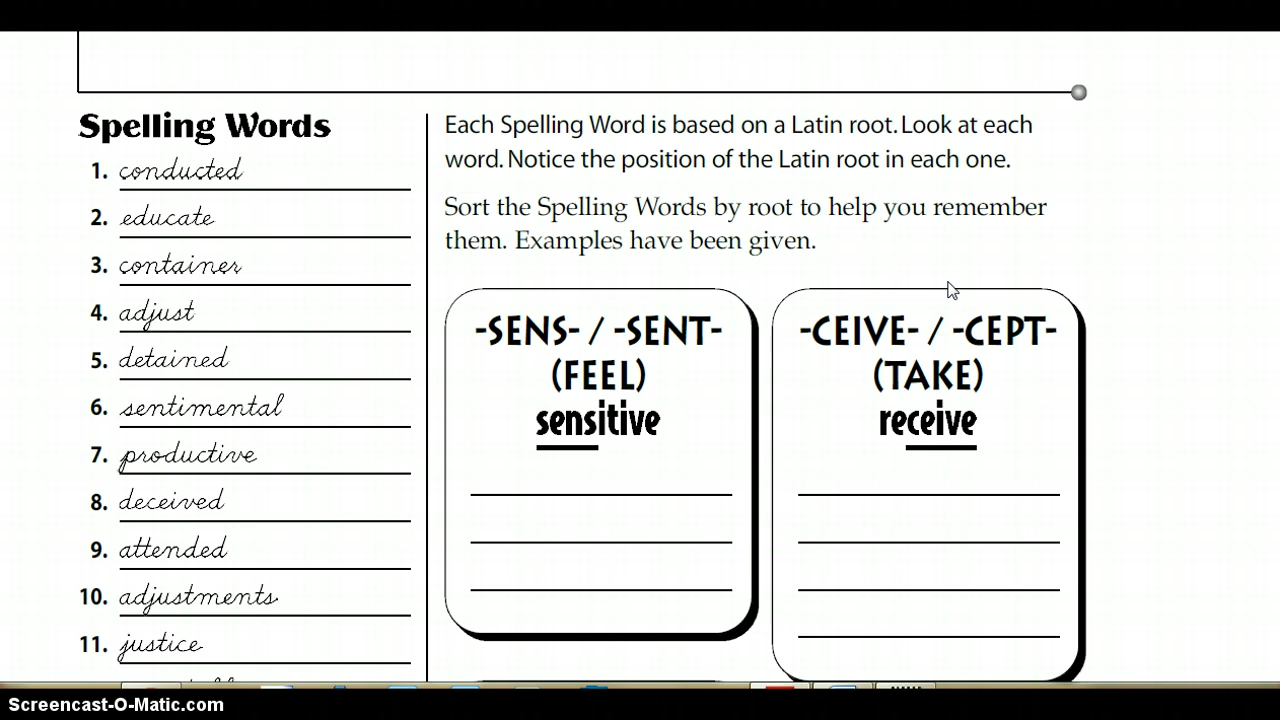 Spelling Words
1. conducted
2. educate
3. container
4. adjust
5. detained
6. sentimental
7. productive
8. deceived
9. attended
10. adjustments
11. justice
Each Spelling Word is based on a Latin root. Look at each
word. Notice the position of the Latin root in each one.
Sort the Spelling Words by root to help you remember
them. Examples have been given.
-SENS- / -SENT-
(FEEL)
sensitive
-CEIVE- / -CEPT-
(TAKE)
receive
Screencast-O-Matic.com